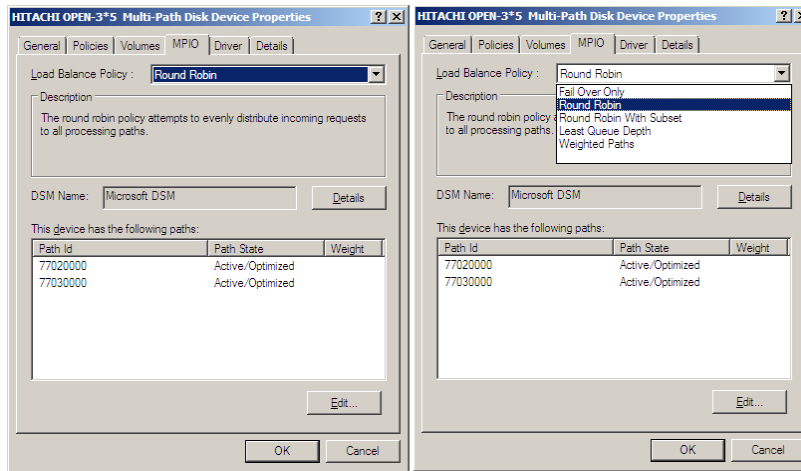 HITACHI OPEN-3*5 Multi-Path Disk Device Properties
General Policies Volumes MPIO Driver Details
Load Balance Policy : Round Robin
Description
The round robin policy attempts to evenly distribute incoming requests
to all processing paths.
DSM Name: Microsoft DSM Details
This device has the following paths:
Path Id Path State Weight
77020000 Active/Optimized
77030000 Active/Optimized
Edit...
OK Cancel
HITACHI OPEN-3*5 Multi-Path Disk Device Properties
General Policies Volumes MPIO Driver Details
Load Balance Policy : Round Robin
Fail Over Only
Round Robin
Round Robin With Subset
Least Queue Depth
Weighted Paths
Description
The round robin policy
to all processing paths.
DSM Name: Microsoft DSM Details
This device has the following paths:
Path Id Path State Weight
77020000 Active/Optimized
77030000 Active/Optimized
Edit...
OK Cancel